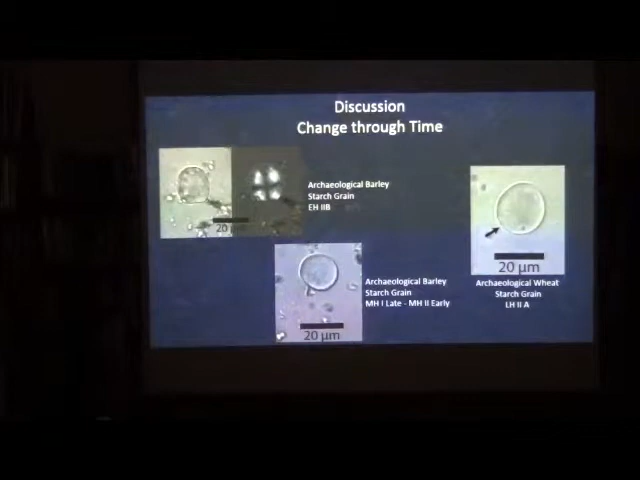 Discussion
Change through Time
Archaeological Barley
Starch Grain
EH IIB
20
Archaeological Barley
Starch Grain
MH I Late - MH II Early
20 µm
20 µm
Archaeological Wheat
Starch Grain
LH II A